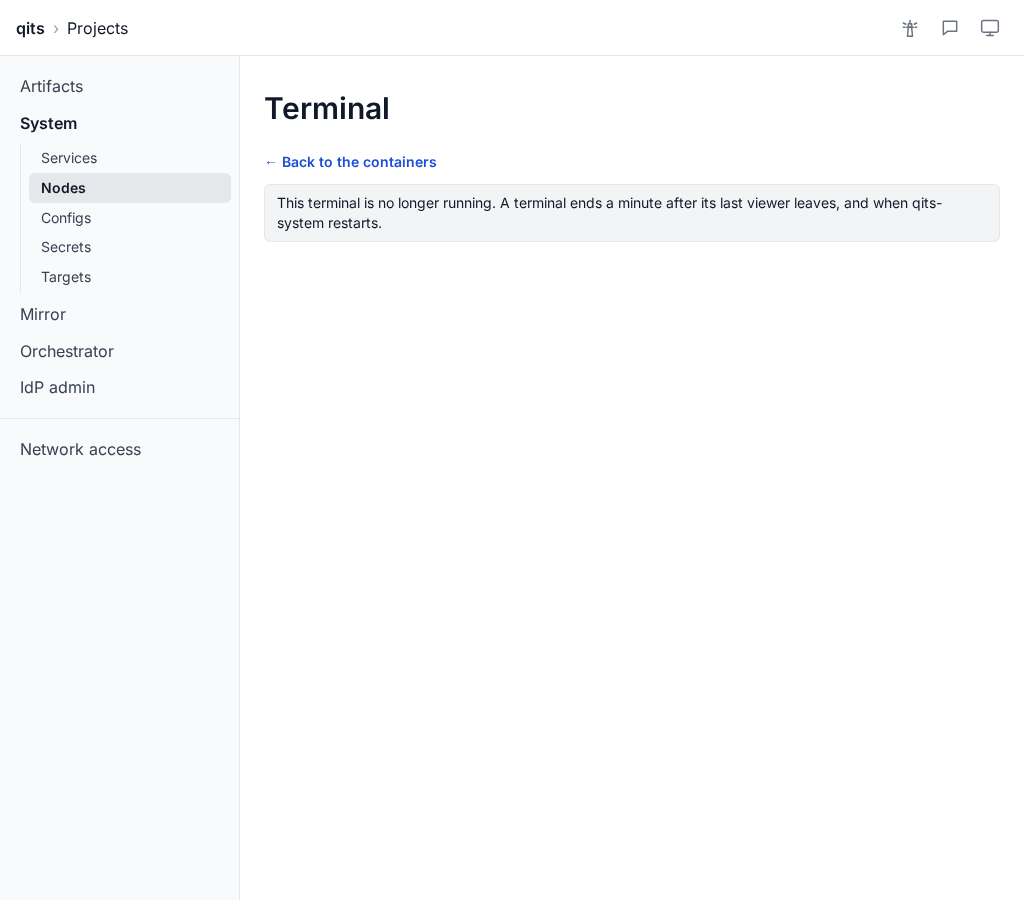 qits › Projects
Artifacts
System
Services
Nodes
Configs
Secrets
Targets
Mirror
Orchestrator
IdP admin
Network access
Terminal
← Back to the containers
This terminal is no longer running. A terminal ends a minute after its last viewer leaves, and when qits-
system restarts.